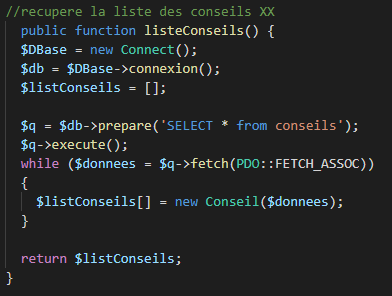 //recupere la liste des conseils XX
public function listeConseils() {
$DBase = new Connect();
$db = $DBase->connexion();
$listConseils = [];
$q = $db->prepare('SELECT * from conseils');
$q->execute();
while ($donnees = $q->fetch(PDO::FETCH_ASSOC))
{
$listConseils[] = new Conseil($donnees);
}
return $listConseils;
}